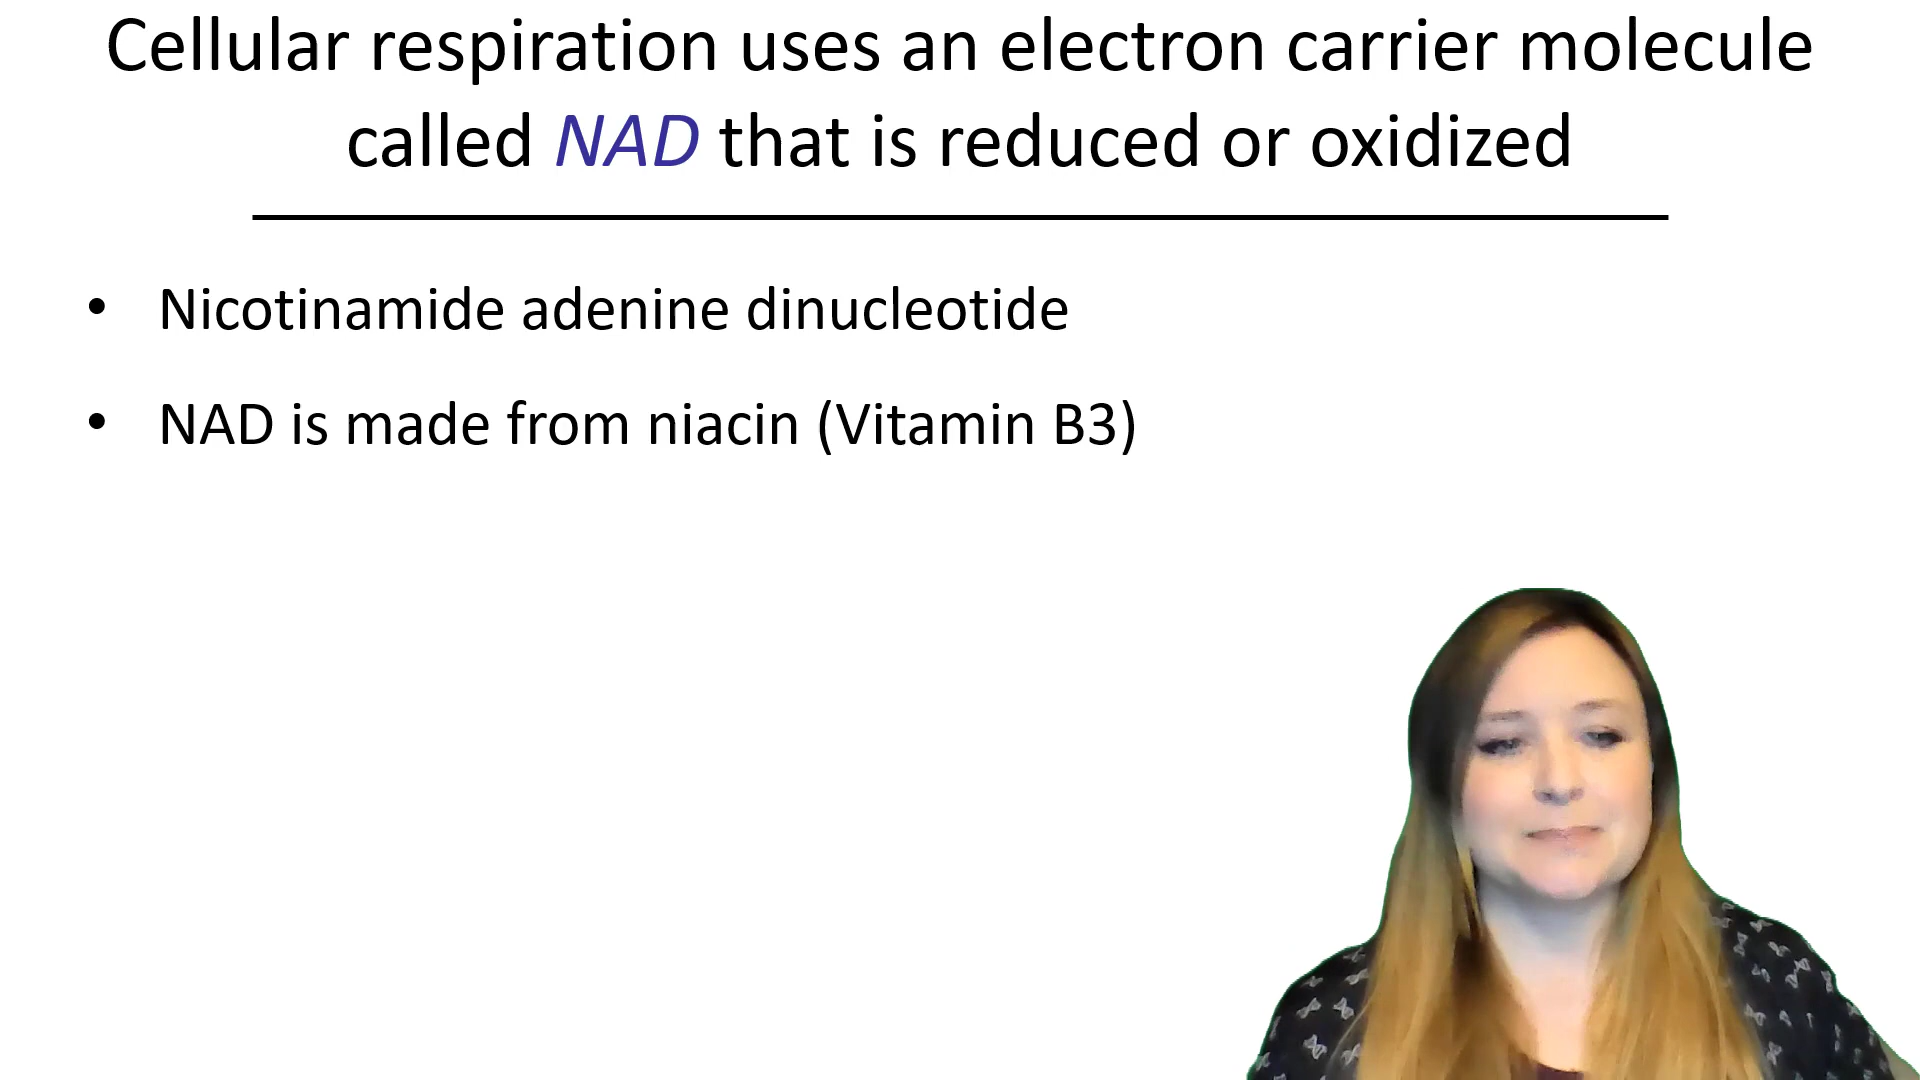 Cellular respiration uses an electron carrier molecule
called NAD that is reduced or oxidized
• Nicotinamide adenine dinucleotide
• NAD is made from niacin (Vitamin B3)